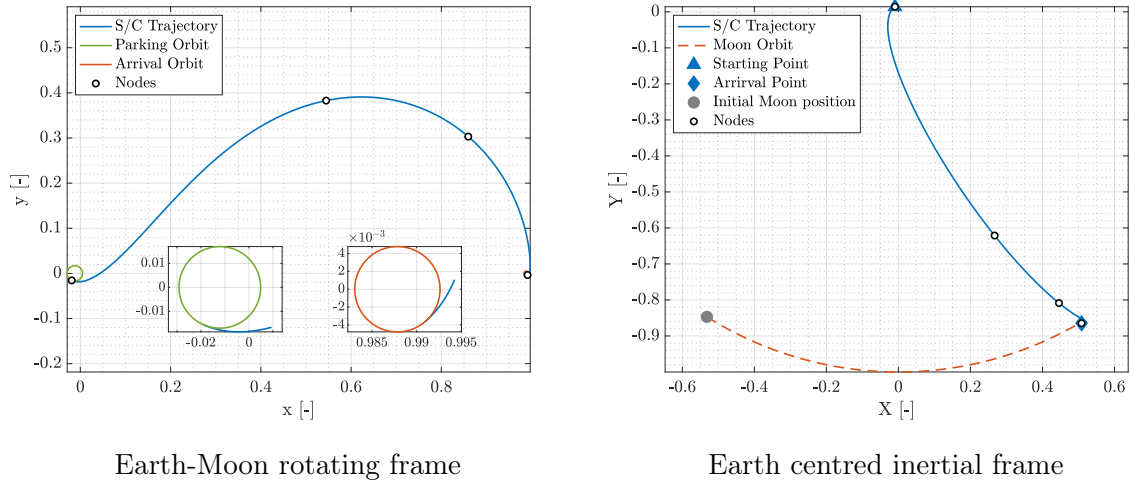 S/C Trajectory
Parking Orbit
Arrival Orbit
Nodes
y [-]
0.5
0.4
0.3
0.2
0.1
0
-0.1
-0.2
0 0.2 0.4 0.6 0.8
x [-]
0.01
0
-0.01
-0.02 0
×10⁻³
4
2
0
-2
-4
0.985 0.99 0.995
Earth-Moon rotating frame
S/C Trajectory
Moon Orbit
Starting Point
Arrirval Point
Initial Moon position
Nodes
Y [-]
0
-0.1
-0.2
-0.3
-0.4
-0.5
-0.6
-0.7
-0.8
-0.9
-0.6 -0.4 -0.2 0 0.2 0.4 0.6
X [-]
Earth centred inertial frame